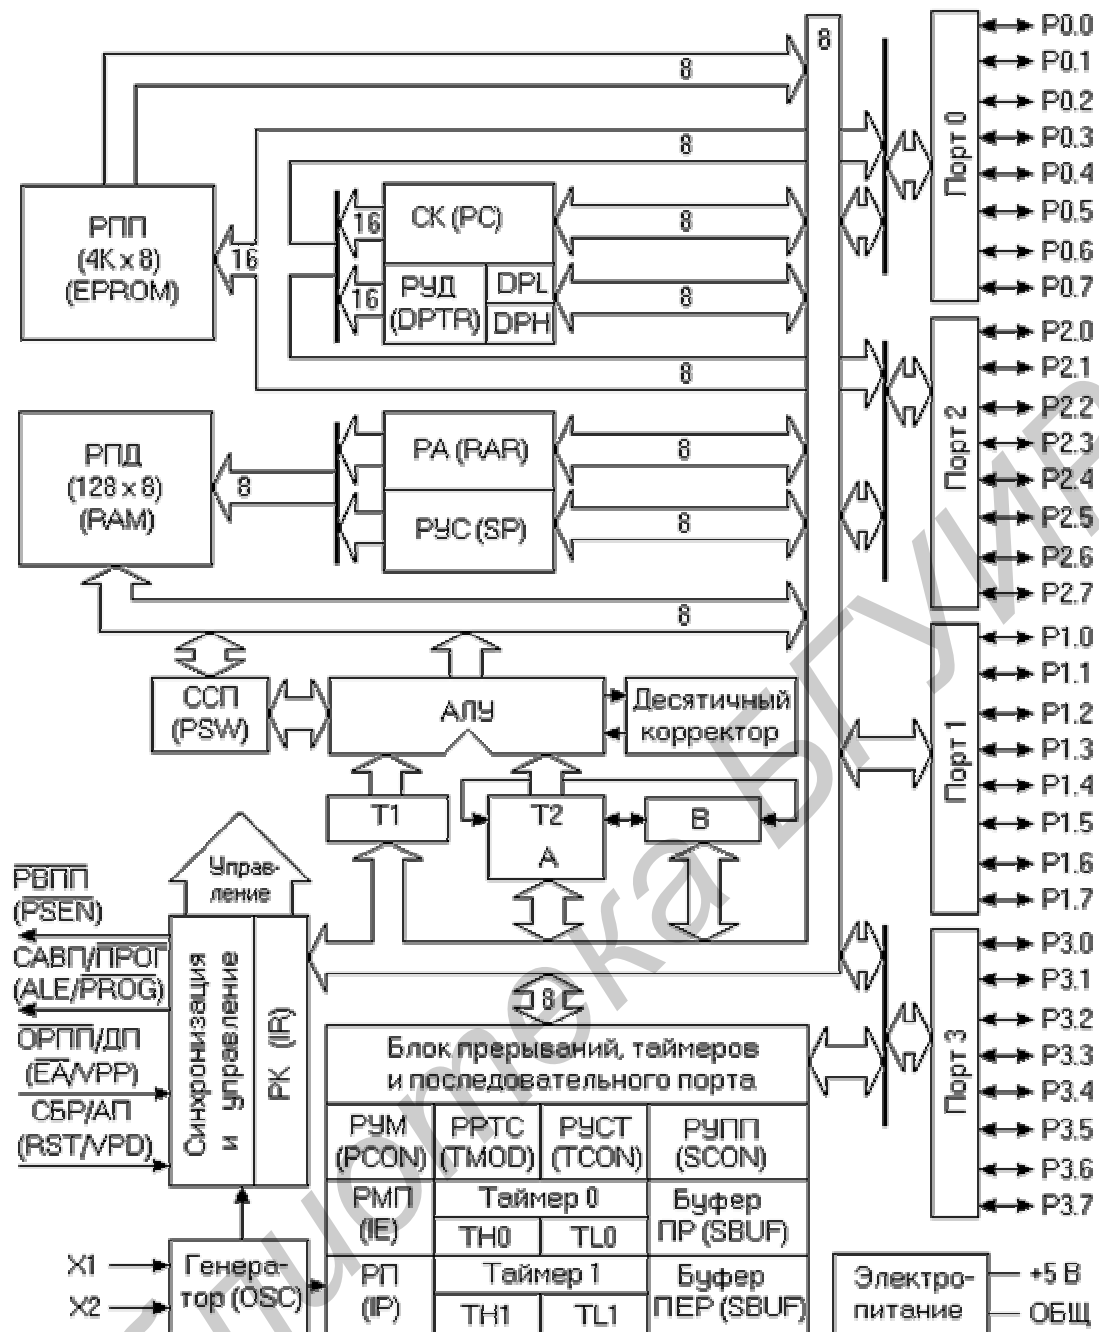 8
8
8
РПП
(4K x 8)
(EPROM)
16
16
СК (PC)
8
16
РУД
(DPTR)
DPL
DPH
8
8
РПД
(128 x 8)
(RAM)
8
РА (RAR)
8
РУС (SP)
8
8
ССП
(PSW)
АЛУ
Десятичный
корректор
T1
T2
A
B
Управ-
ление
РВПП
(PSEN)
САВП/ПРОГ
(ALE/PROG)
ОРПП/ДП
(EA/VPP)
СБР/АП
(RST/VPD)
Синхронизация
и управление
РК (IR)
8
Блок прерываний, таймеров
и последовательного порта
РУМ
(PCON)
РРТС
(TMOD)
РУСТ
(TCON)
РУПП
(SCON)
РМП
(IE)
Таймер 0
TH0
TL0
Буфер
ПР (SBUF)
РП
(IP)
Таймер 1
TH1
TL1
Буфер
ПЕР (SBUF)
X1
X2
Генера-
тор (OSC)
Порт 0
P0.0
P0.1
P0.2
P0.3
P0.4
P0.5
P0.6
P0.7
Порт 2
P2.0
P2.1
P2.2
P2.3
P2.4
P2.5
P2.6
P2.7
Порт 1
P1.0
P1.1
P1.2
P1.3
P1.4
P1.5
P1.6
P1.7
Порт 3
P3.0
P3.1
P3.2
P3.3
P3.4
P3.5
P3.6
P3.7
Электро-
питание
+5 В
ОБЩ